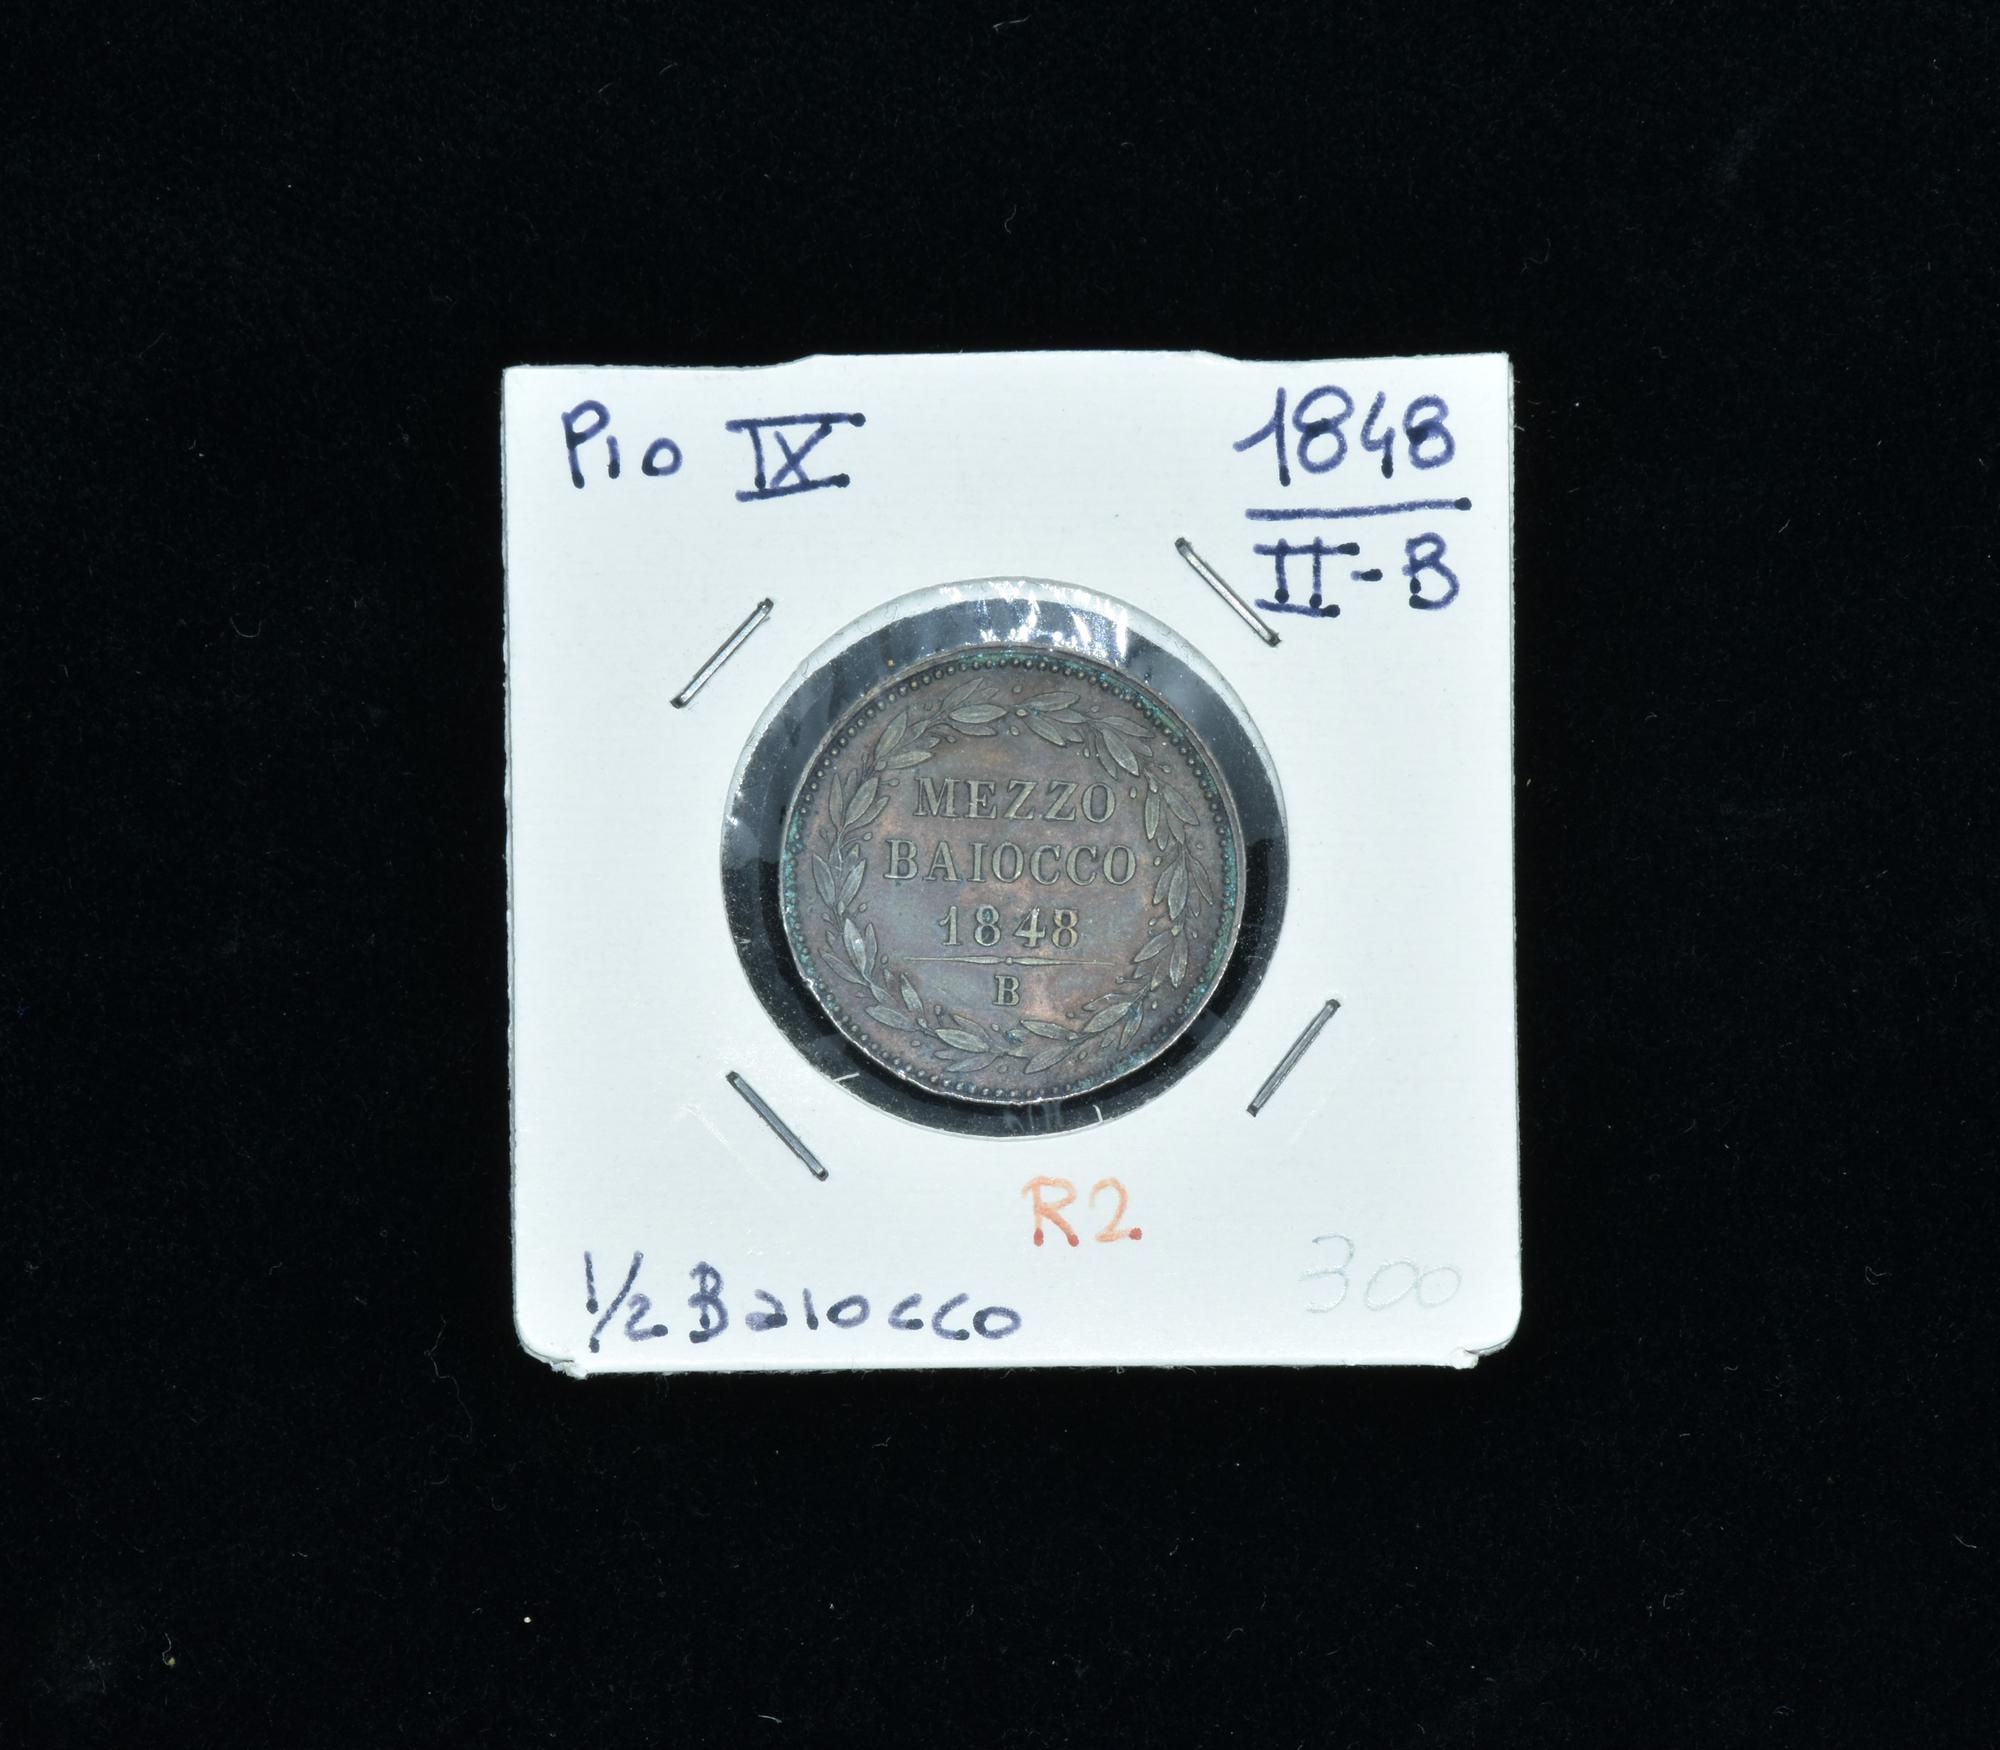 Pio IX
1848
II-B
MEZZO
BAIOCCO
1848
B
R2
1/2 Baiocco
300